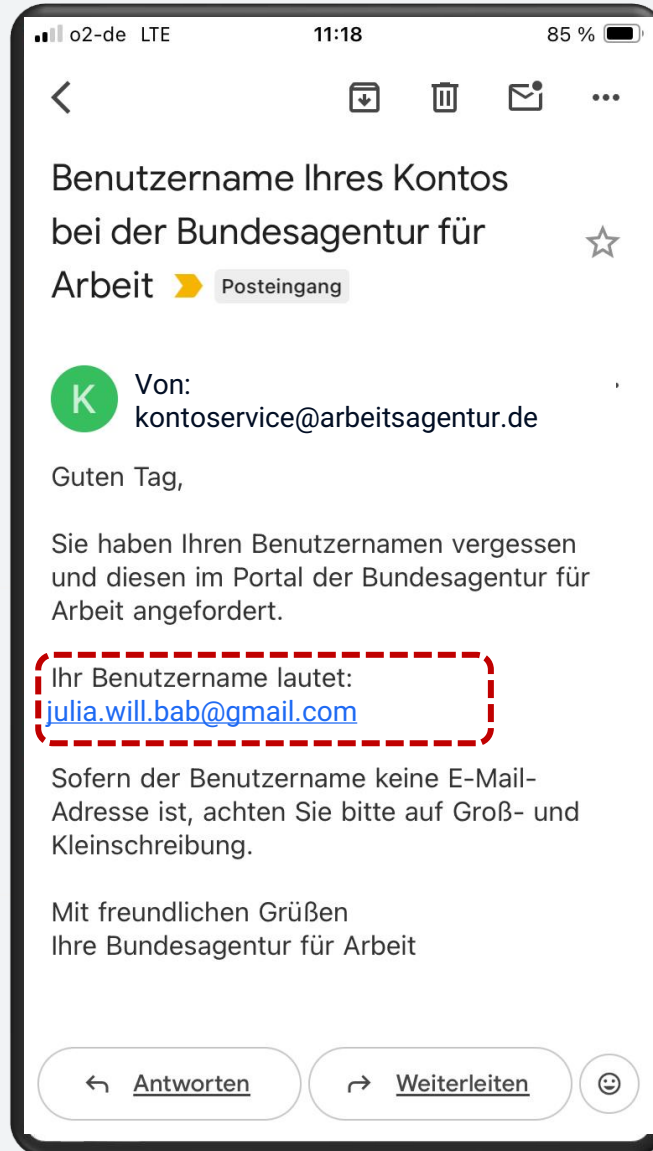 o2-de LTE 11:18 85 %
Benutzername Ihres Kontos
bei der Bundesagentur für
Arbeit Posteingang
K
Von:
kontoservice@arbeitsagentur.de
Guten Tag,
Sie haben Ihren Benutzernamen vergessen
und diesen im Portal der Bundesagentur für
Arbeit angefordert.
Ihr Benutzername lautet:
julia.will.bab@gmail.com
Sofern der Benutzername keine E-Mail-
Adresse ist, achten Sie bitte auf Groß- und
Kleinschreibung.
Mit freundlichen Grüßen
Ihre Bundesagentur für Arbeit
Antworten Weiterleiten